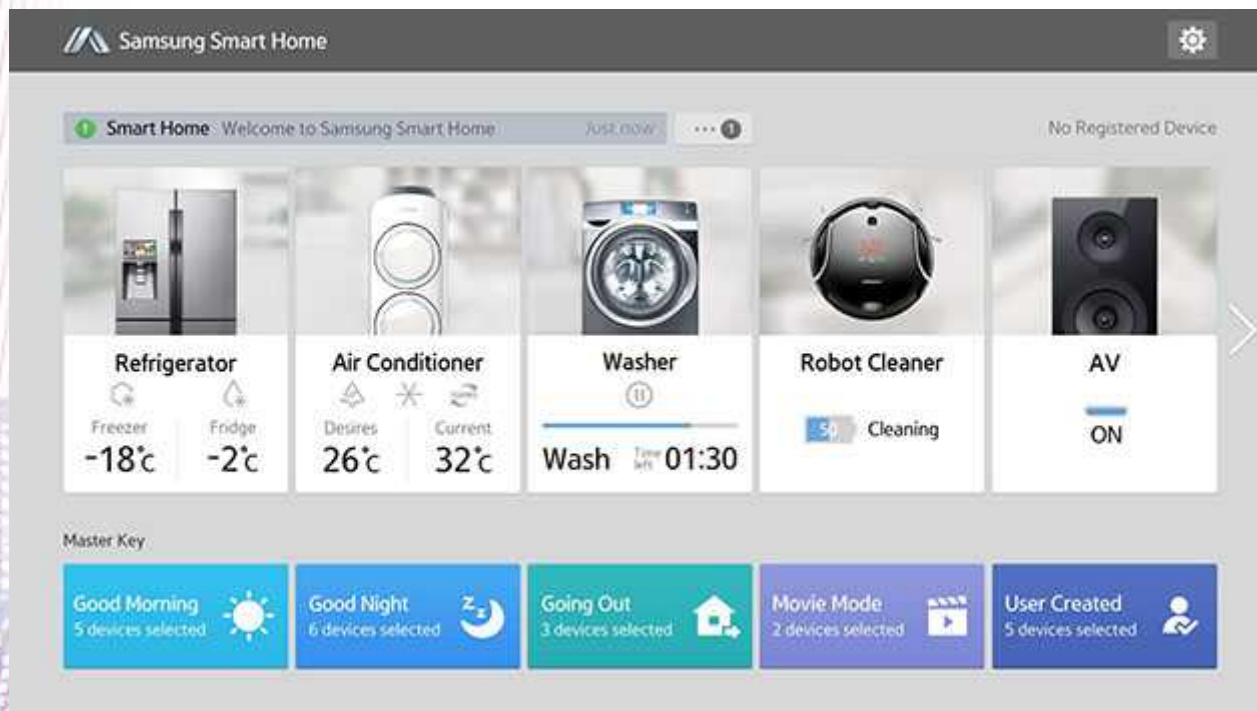 Samsung Smart Home
Smart Home Welcome to Samsung Smart Home Just now ... 1
No Registered Device
Refrigerator
Freezer Fridge
-18°c -2°c
Air Conditioner
Desires Current
26°c 32°c
Washer
Wash Time left 01:30
Robot Cleaner
50 Cleaning
AV
ON
Master Key
Good Morning
5 devices selected
Good Night
6 devices selected
Going Out
3 devices selected
Movie Mode
2 devices selected
User Created
5 devices selected